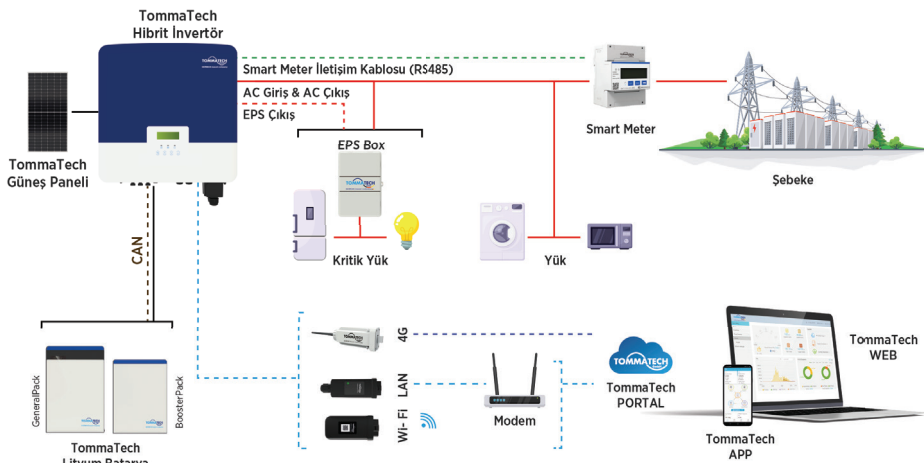 TommaTech
Hibrit İnvertör
TOMMATECH
Smart Meter İletişim Kablosu (RS485)
AC Giriş & AC Çıkış
EPS Çıkış
Smart Meter
Şebeke
TommaTech
Güneş Paneli
EPS Box
TOMMATECH
Kritik Yük
Yük
CAN
GeneralPack
BoosterPack
TommaTech
Lityum Batarya
4G
LAN
Wi-Fi
Modem
TOMMATECH
TommaTech
PORTAL
TommaTech
WEB
TommaTech
APP